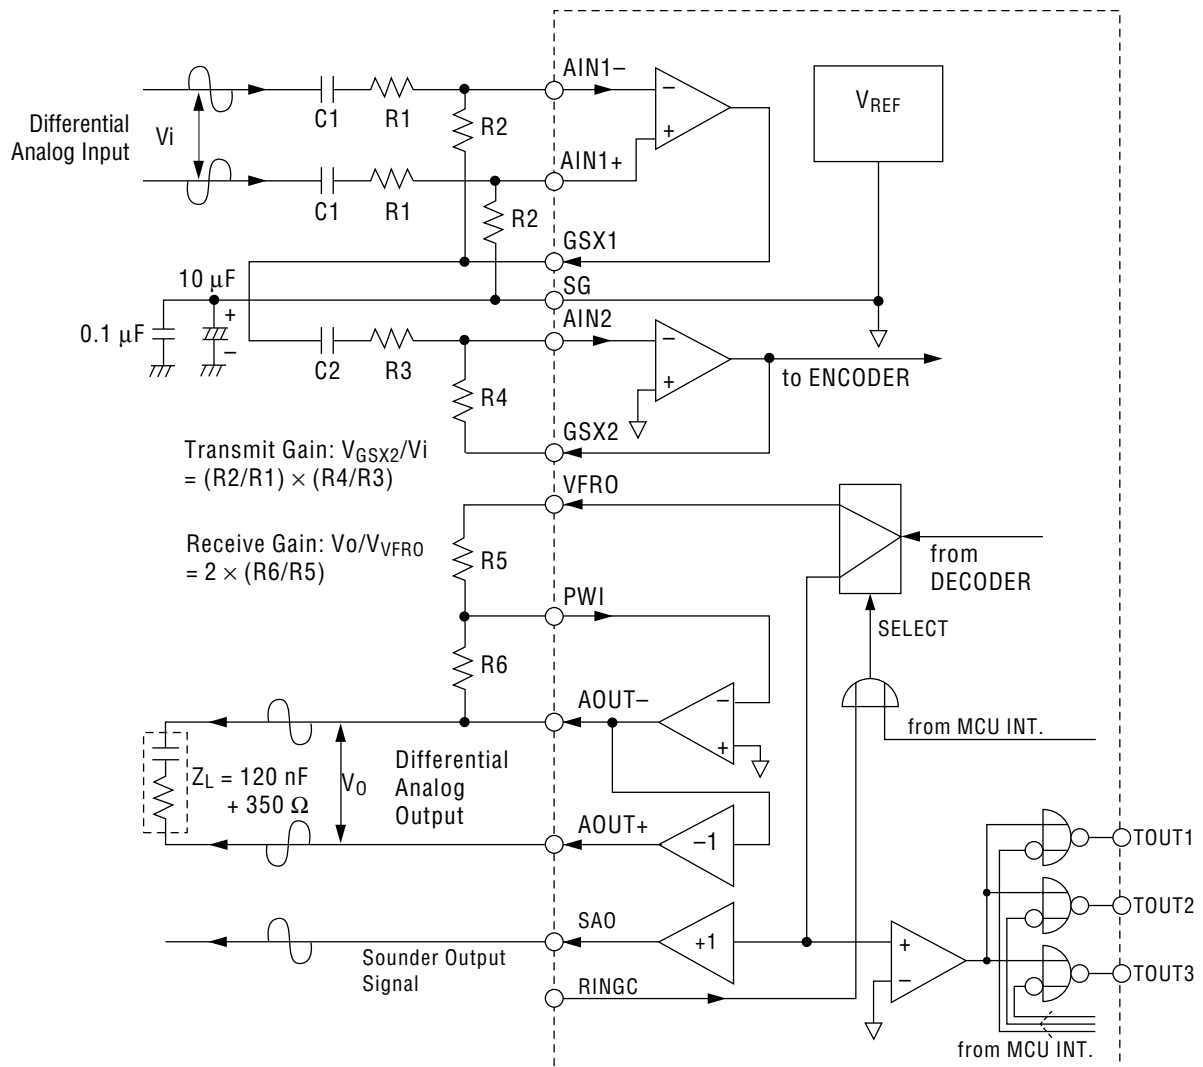 AIN1–
VREF
C1
R1
R2
–
+
Differential
Analog Input
Vi
AIN1+
C1
R1
R2
GSX1
10 μF
SG
+
–
0.1 μF
AIN2
C2
R3
–
+
to ENCODER
R4
GSX2
Transmit Gain: VGSX2/Vi
= (R2/R1) × (R4/R3)
VFRO
Receive Gain: Vo/VVFRO
= 2 × (R6/R5)
R5
from
DECODER
PWI
SELECT
R6
AOUT–
–
+
from MCU INT.
ZL = 120 nF
+ 350 Ω
VO
Differential
Analog
Output
AOUT+
–1
TOUT1
TOUT2
SAO
+1
+
–
Sounder Output
Signal
TOUT3
RINGC
from MCU INT.